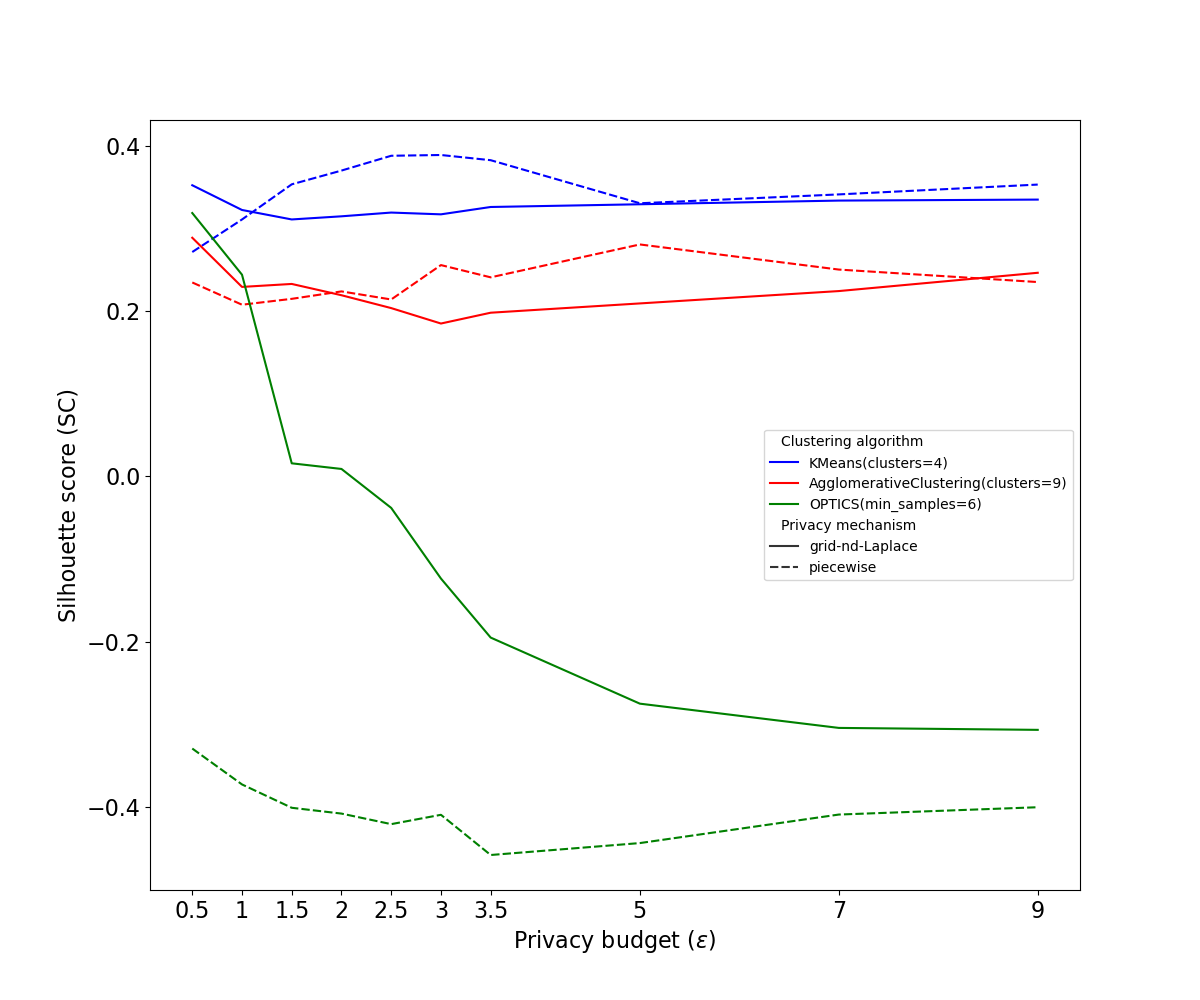 0.4
0.2
0.0
−0.2
−0.4
Silhouette score (SC)
Clustering algorithm
KMeans(clusters=4)
AgglomerativeClustering(clusters=9)
OPTICS(min_samples=6)
Privacy mechanism
grid-nd-Laplace
piecewise
0.5 1 1.5 2 2.5 3 3.5 5 7 9
Privacy budget (ε)